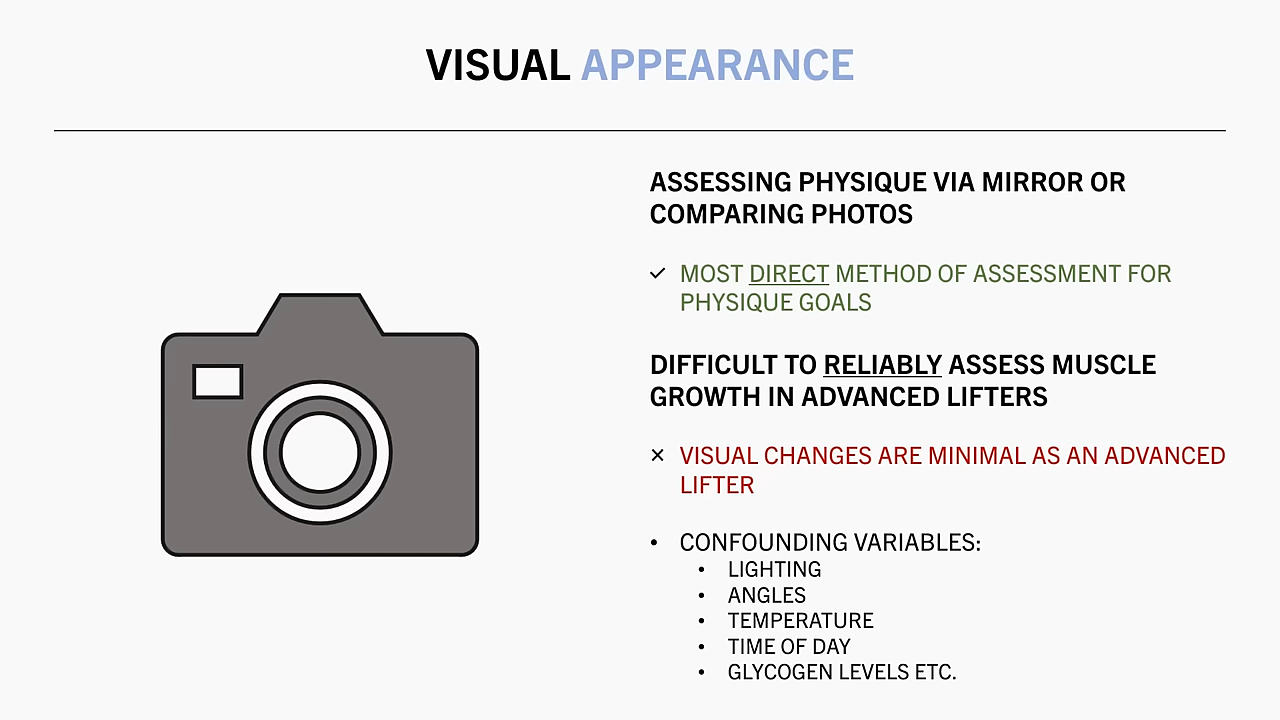 VISUAL APPEARANCE
ASSESSING PHYSIQUE VIA MIRROR OR
COMPARING PHOTOS
✓ MOST DIRECT METHOD OF ASSESSMENT FOR
PHYSIQUE GOALS
DIFFICULT TO RELIABLY ASSESS MUSCLE
GROWTH IN ADVANCED LIFTERS
× VISUAL CHANGES ARE MINIMAL AS AN ADVANCED
LIFTER
• CONFOUNDING VARIABLES:
• LIGHTING
• ANGLES
• TEMPERATURE
• TIME OF DAY
• GLYCOGEN LEVELS ETC.